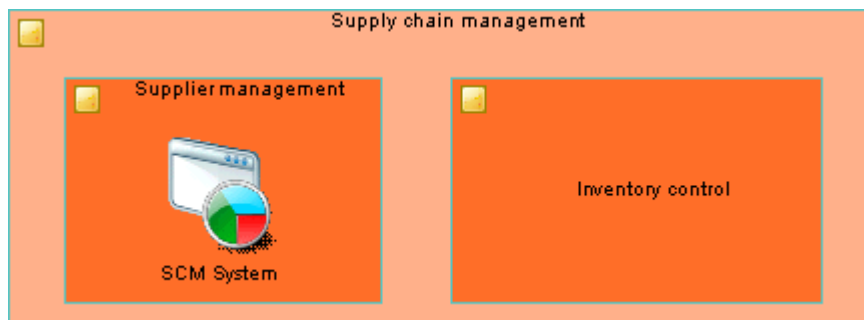 Supply chain management
Supplier management
SCM System
Inventory control